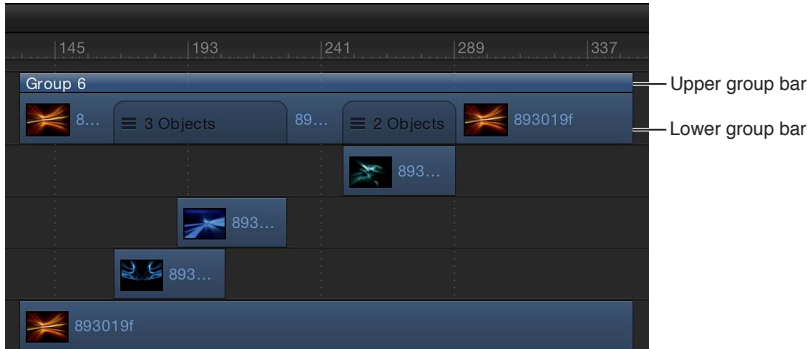 145 193 241 289 337
Group 6
Upper group bar
8... 3 Objects 89... 2 Objects 893019f
Lower group bar
893...
893...
893...
893019f